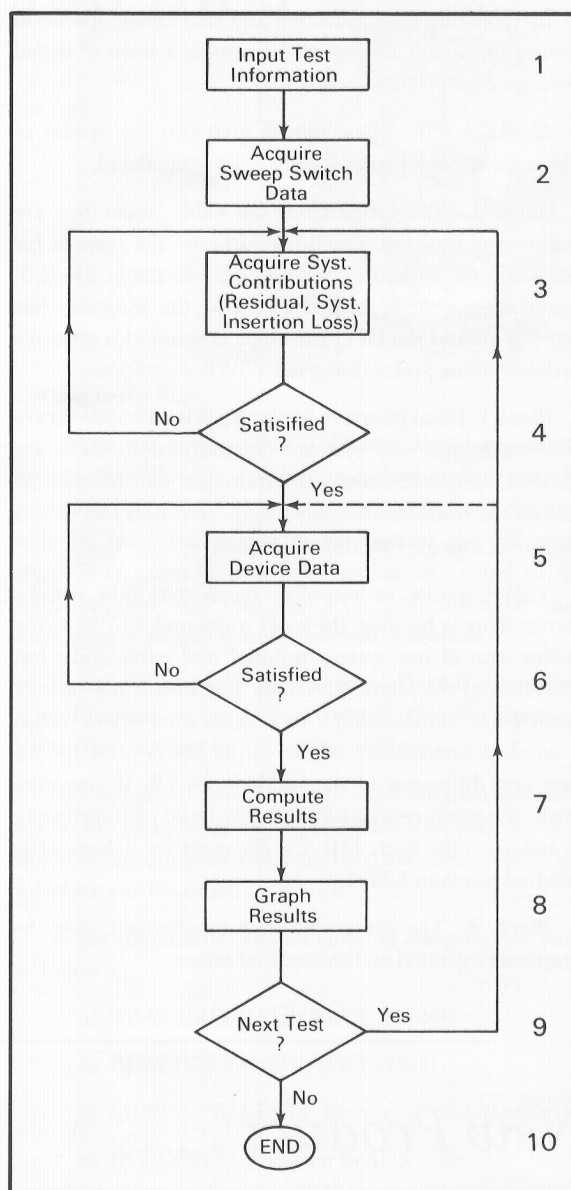 Input Test
Information
1
Acquire
Sweep Switch
Data
2
Acquire Syst.
Contributions
(Residual, Syst.
Insertion Loss)
3
No
Satisfied
?
4
Yes
Acquire
Device Data
5
No
Satisfied
?
6
Yes
Compute
Results
7
Graph
Results
8
Next Test
?
Yes
9
No
END
10